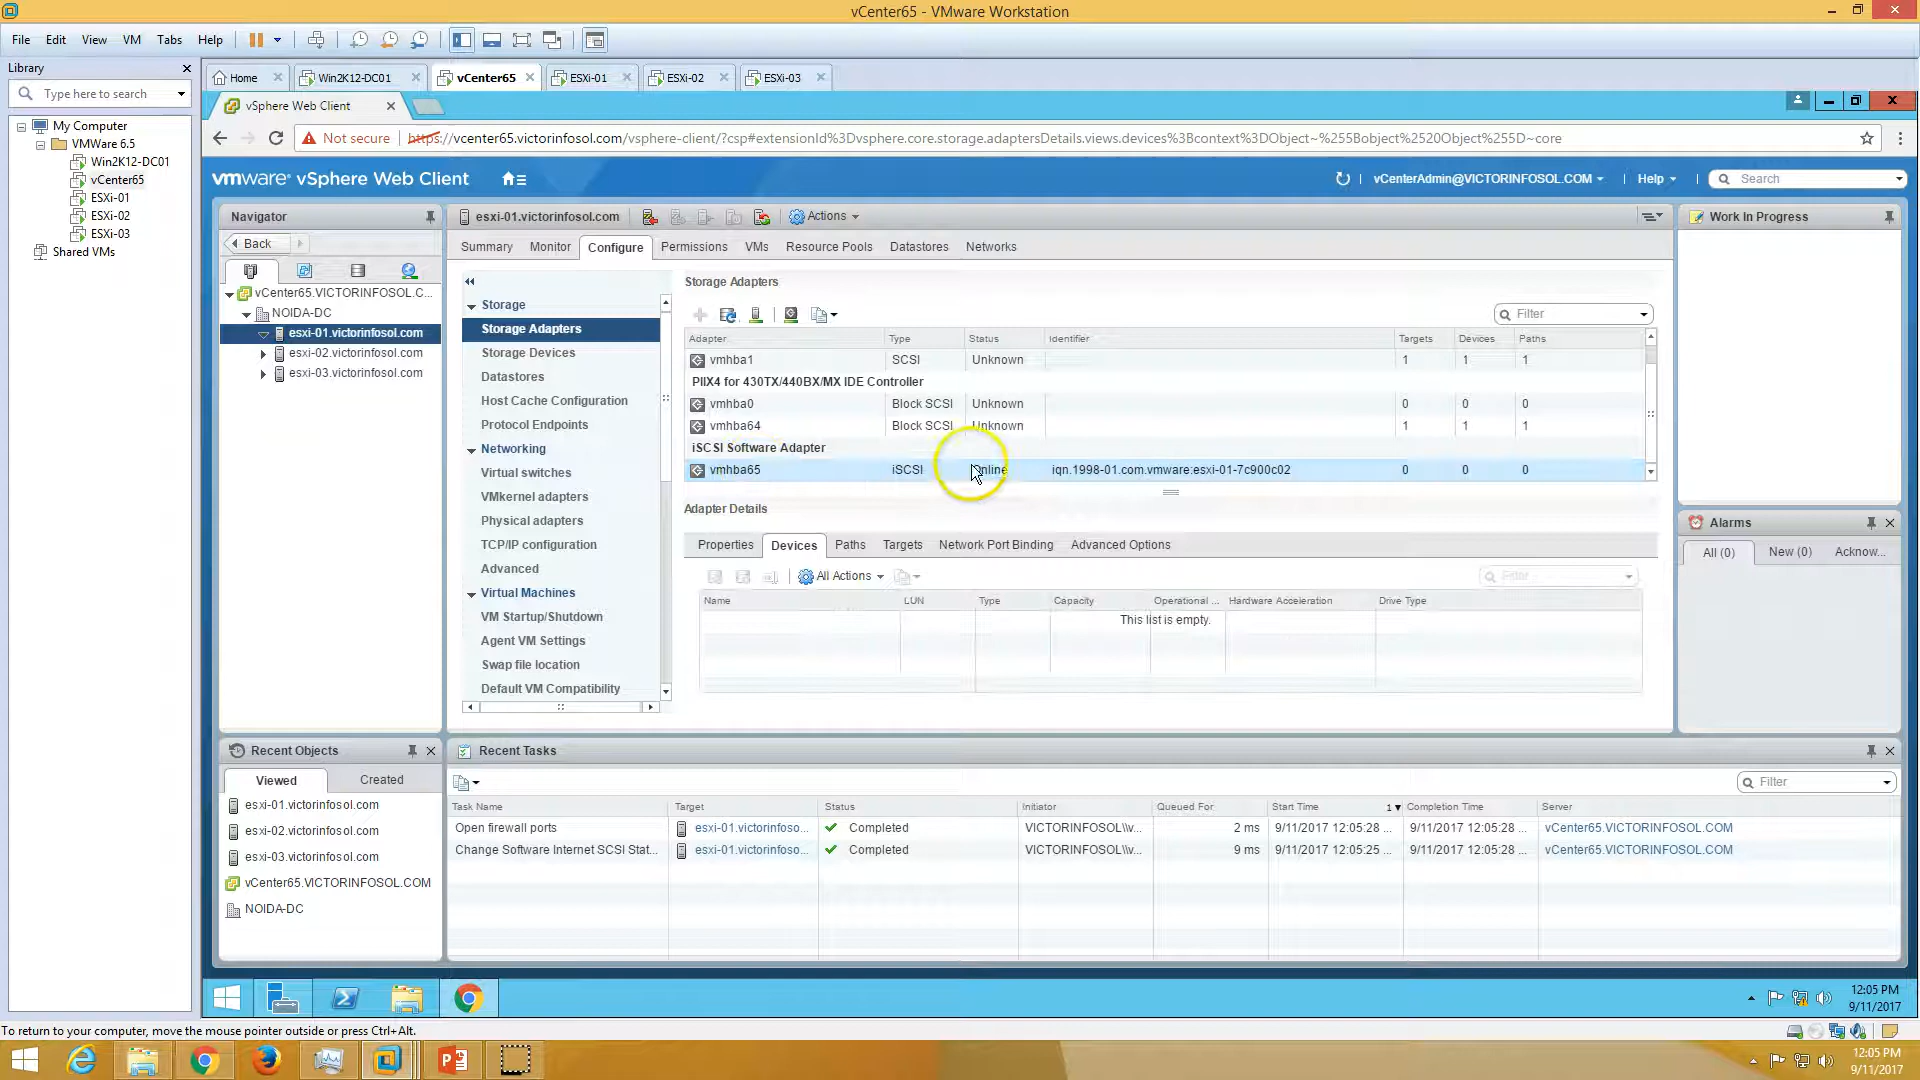 vCenter65 - VMware Workstation
File Edit View VM Tabs Help
Library
Type here to search
My Computer
VMWare 6.5
Win2K12-DC01
vCenter65
ESXi-01
ESXi-02
ESXi-03
Shared VMs
Home Win2K12-DC01 vCenter65 ESXi-01 ESXi-02 ESXi-03
vSphere Web Client
Not secure https://vcenter65.victorinfosol.com/vsphere-client/?csp#extensionId%3Dvsphere.core.storage.adaptersDetails.views.devices%3Bcontext%3DObject~%255Bobject%2520Object%255D~core
vmware® vSphere Web Client vCenterAdmin@VICTORINFOSOL.COM Help Search
Navigator
Back
vCenter65.VICTORINFOSOL.C...
NOIDA-DC
esxi-01.victorinfosol.com
esxi-02.victorinfosol.com
esxi-03.victorinfosol.com
esxi-01.victorinfosol.com Actions
Summary Monitor Configure Permissions VMs Resource Pools Datastores Networks
Storage
Storage Adapters
Storage Devices
Datastores
Host Cache Configuration
Protocol Endpoints
Networking
Virtual switches
VMkernel adapters
Physical adapters
TCP/IP configuration
Advanced
Virtual Machines
VM Startup/Shutdown
Agent VM Settings
Swap file location
Default VM Compatibility
Storage Adapters
Filter
Adapter Type Status Identifier Targets Devices Paths
vmhba1 SCSI Unknown 1 1 1
PIIX4 for 430TX/440BX/MX IDE Controller
vmhba0 Block SCSI Unknown 0 0 0
vmhba64 Block SCSI Unknown 1 1 1
iSCSI Software Adapter
vmhba65 iSCSI Online iqn.1998-01.com.vmware:esxi-01-7c900c02 0 0 0
Adapter Details
Properties Devices Paths Targets Network Port Binding Advanced Options
All Actions Filter
Name LUN Type Capacity Operational ... Hardware Acceleration Drive Type
This list is empty.
Work In Progress
Alarms
All (0) New (0) Acknow...
Recent Objects
Viewed Created
esxi-01.victorinfosol.com
esxi-02.victorinfosol.com
esxi-03.victorinfosol.com
vCenter65.VICTORINFOSOL.COM
NOIDA-DC
Recent Tasks
Filter
Task Name Target Status Initiator Queued For Start Time 1 Completion Time Server
Open firewall ports esxi-01.victorinfoso... Completed VICTORINFOSOL\\v... 2 ms 9/11/2017 12:05:28 ... 9/11/2017 12:05:28 ... vCenter65.VICTORINFOSOL.COM
Change Software Internet SCSI Stat... esxi-01.victorinfoso... Completed VICTORINFOSOL\\v... 9 ms 9/11/2017 12:05:25 ... 9/11/2017 12:05:28 ... vCenter65.VICTORINFOSOL.COM
12:05 PM
9/11/2017
To return to your computer, move the mouse pointer outside or press Ctrl+Alt.
12:05 PM
9/11/2017